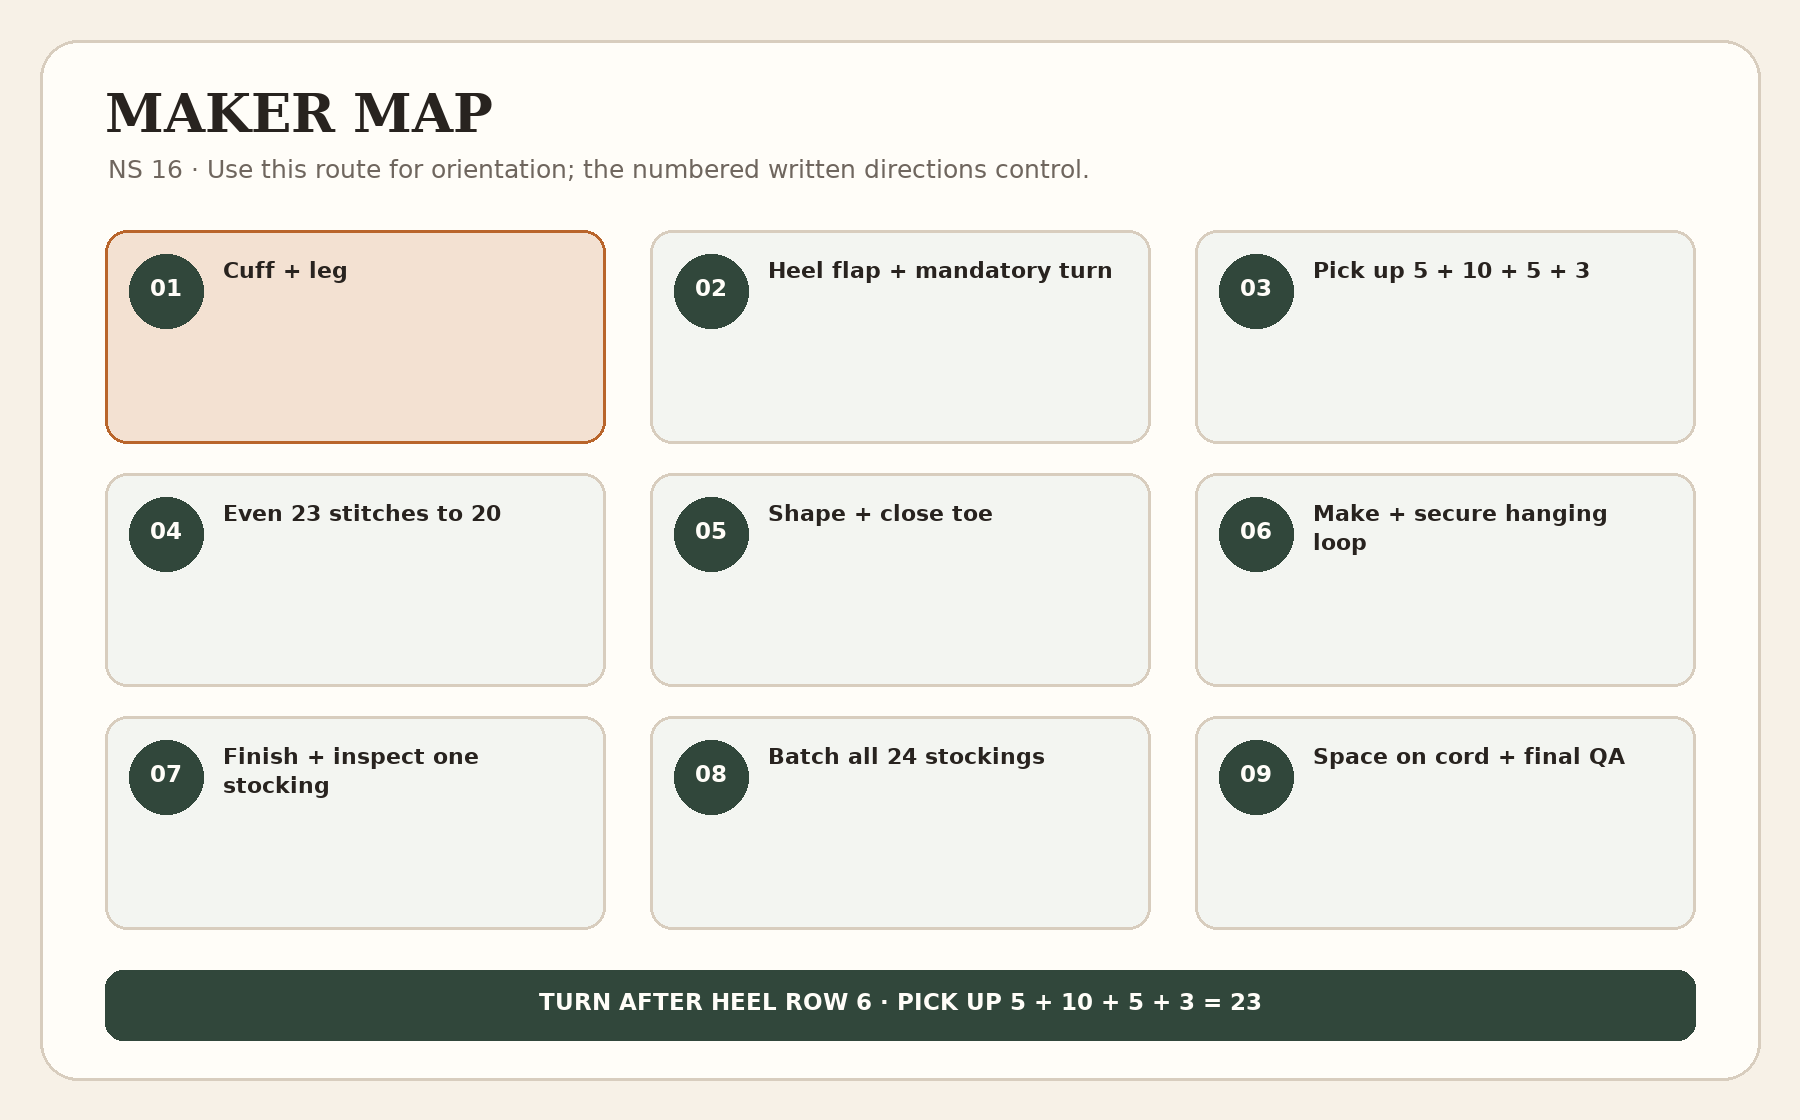 MAKER MAP
NS 16 · Use this route for orientation; the numbered written directions control.
01
Cuff + leg
02
Heel flap + mandatory turn
03
Pick up 5 + 10 + 5 + 3
04
Even 23 stitches to 20
05
Shape + close toe
06
Make + secure hanging
loop
07
Finish + inspect one
stocking
08
Batch all 24 stockings
09
Space on cord + final QA
TURN AFTER HEEL ROW 6 · PICK UP 5 + 10 + 5 + 3 = 23